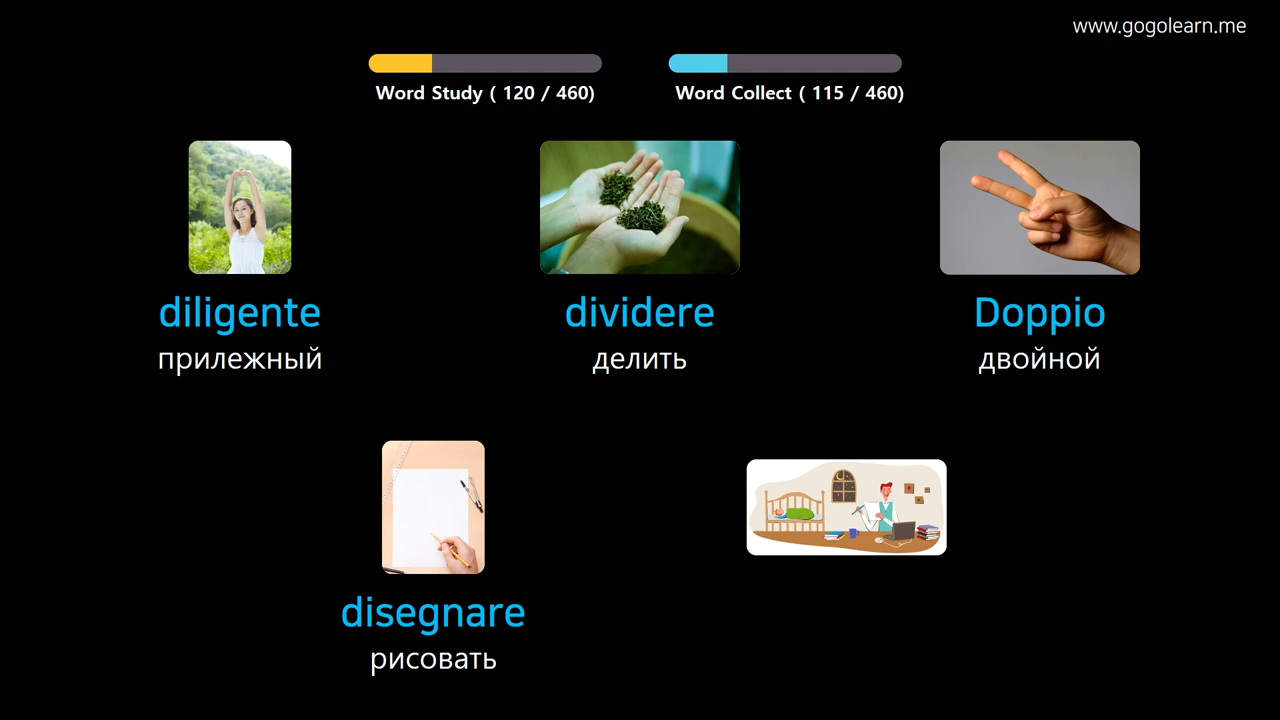 www.gogolearn.me
Word Study ( 120 / 460)
Word Collect ( 115 / 460)
diligente
прилежный
dividere
делить
Doppio
двойной
disegnare
рисовать